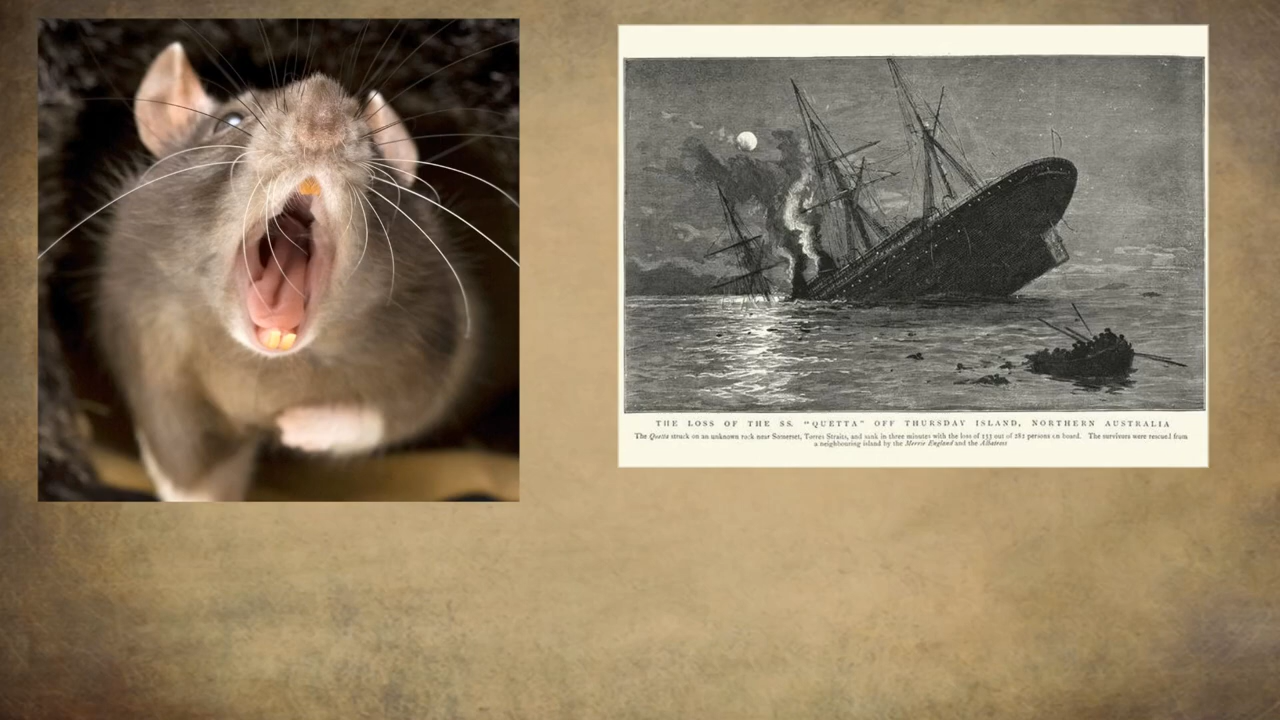 THE LOSS OF THE SS. "QUETTA" OFF THURSDAY ISLAND, NORTHERN AUSTRALIA
The Quetta struck on an unknown rock near Somerset, Torres Straits, and sank in three minutes with the loss of 133 out of 282 persons on board. The survivors were rescued from
a neighbouring island by the Merrie England and the Albatross